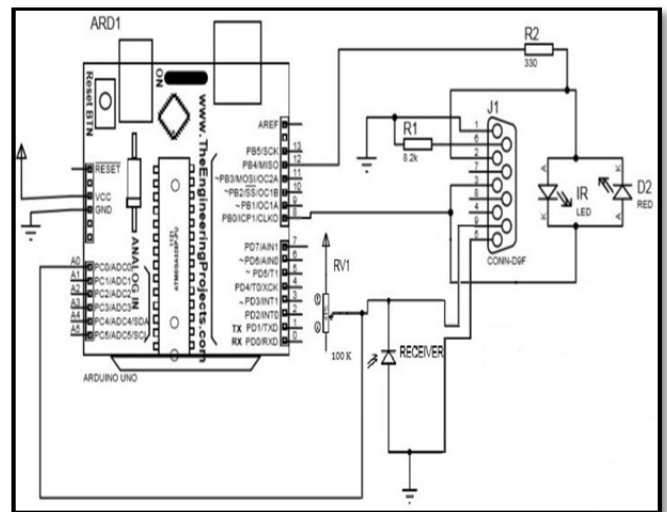 ARD1
Reset BTN
ON
www.TheEngineeringProjects.com
RESET
VCC
GND
ANALOG IN
A0 PC0/ADC0
A1 PC1/ADC1
A2 PC2/ADC2
A3 PC3/ADC3
A4 PC4/ADC4/SDA
A5 PC5/ADC5/SCL
ARDUINO UNO
AREF
PB5/SCK 13
PB4/MISO 12
~PB3/MOSI/OC2A 11
~PB2/SS/OC1B 10
~PB1/OC1A 9
PB0/ICP1/CLKO 8
PD7/AIN1 7
~PD6/AIN0 6
~PD5/T1 5
PD4/T0/XCK 4
~PD3/INT1 3
PD2/INT0 2
TX PD1/TXD 1
RX PD0/RXD 0
RV1
100 K
RECEIVER
R1
8.2k
R2
330
J1
1
6
2
7
3
8
4
9
5
CONN-D9F
A
K
IR
LED
K
A
D2
RED